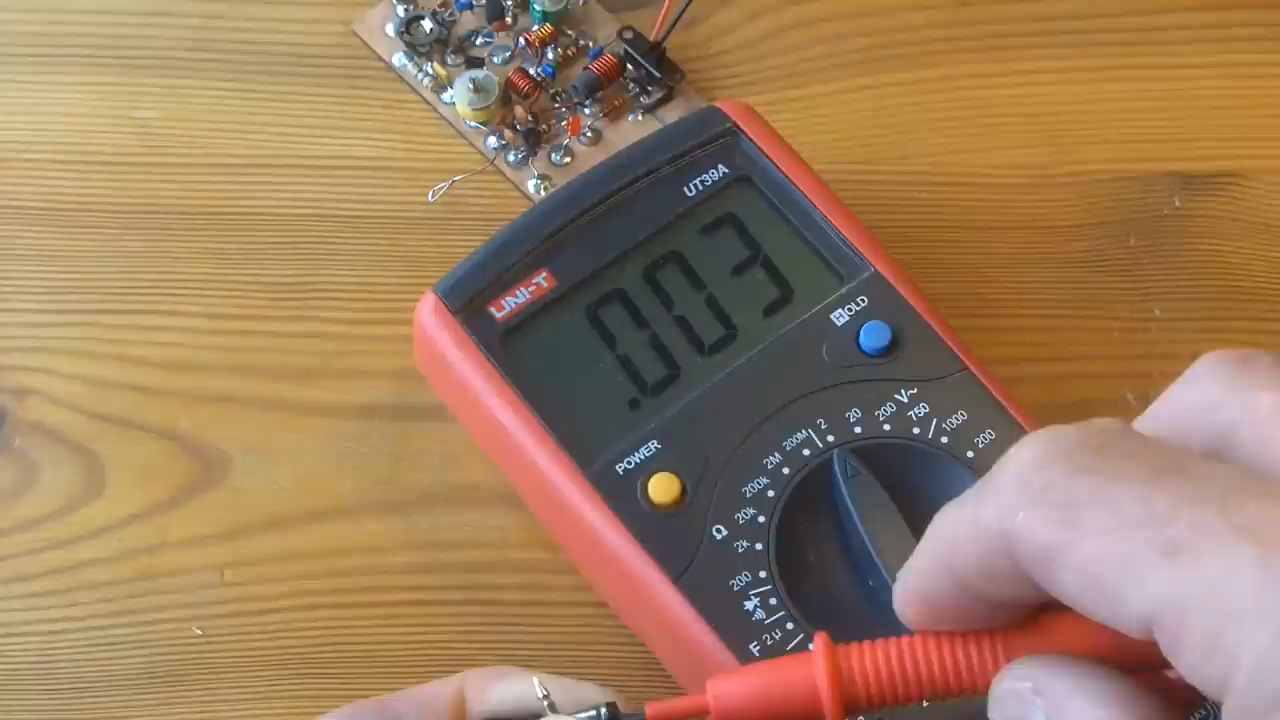 UT39A
UNI-T
.003
HOLD
POWER
V~
2
20
200
750
1000
200
200M
2M
200k
20k
2k
200
Ω
F 2μ